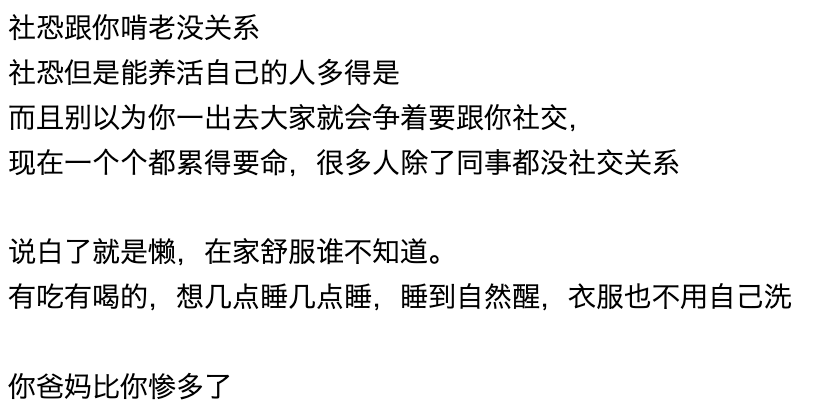 社恐跟你啃老没关系
社恐但是能养活自己的人多得是
而且别以为你一出去大家就会争着要跟你社交，
现在一个个都累得要命，很多人除了同事都没社交关系
说白了就是懒，在家舒服谁不知道。
有吃有喝的，想几点睡几点睡，睡到自然醒，衣服也不用自己洗
你爸妈比你惨多了